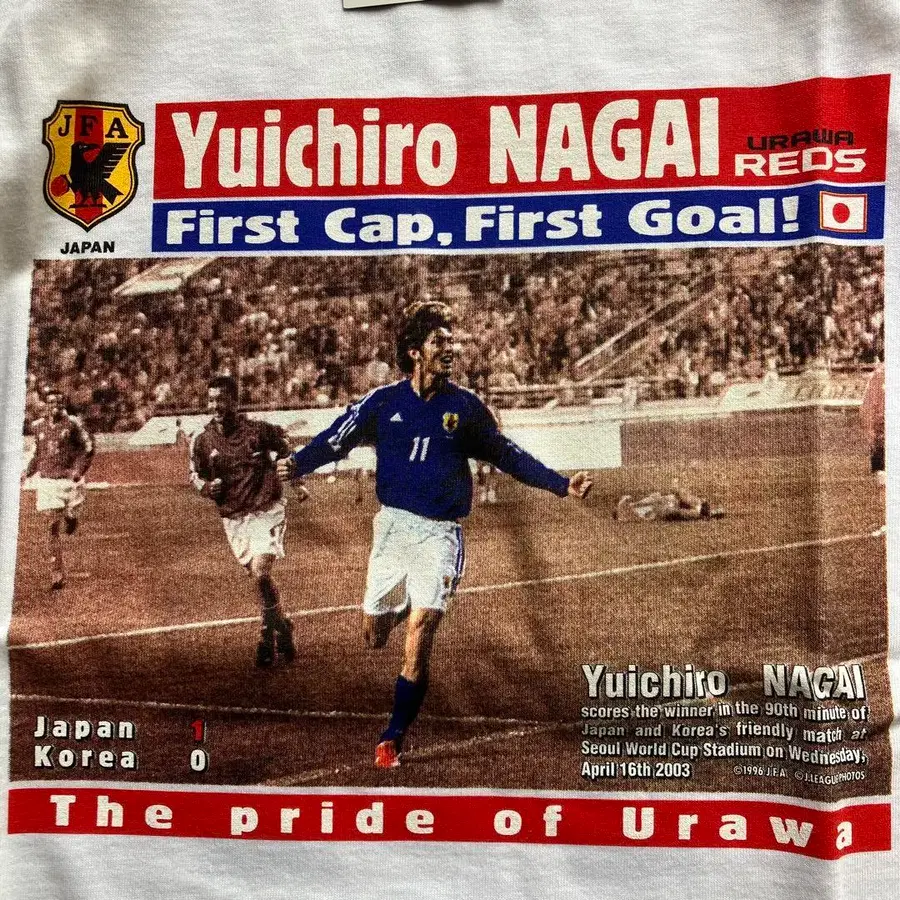 JFA
JAPAN
Yuichiro NAGAI
URAWA
REDS
First Cap, First Goal!
11
Japan 1
Korea 0
Yuichiro NAGAI
scores the winner in the 90th minute of
Japan and Korea's friendly match at
Seoul World Cup Stadium on Wednesday,
April 16th 2003
©1996 J.F.A ©J.LEAGUE PHOTOS
The pride of Urawa